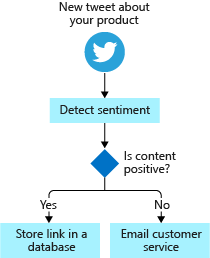 New tweet about
your product
Detect sentiment
Is content
positive?
Yes
No
Store link in a
database
Email customer
service